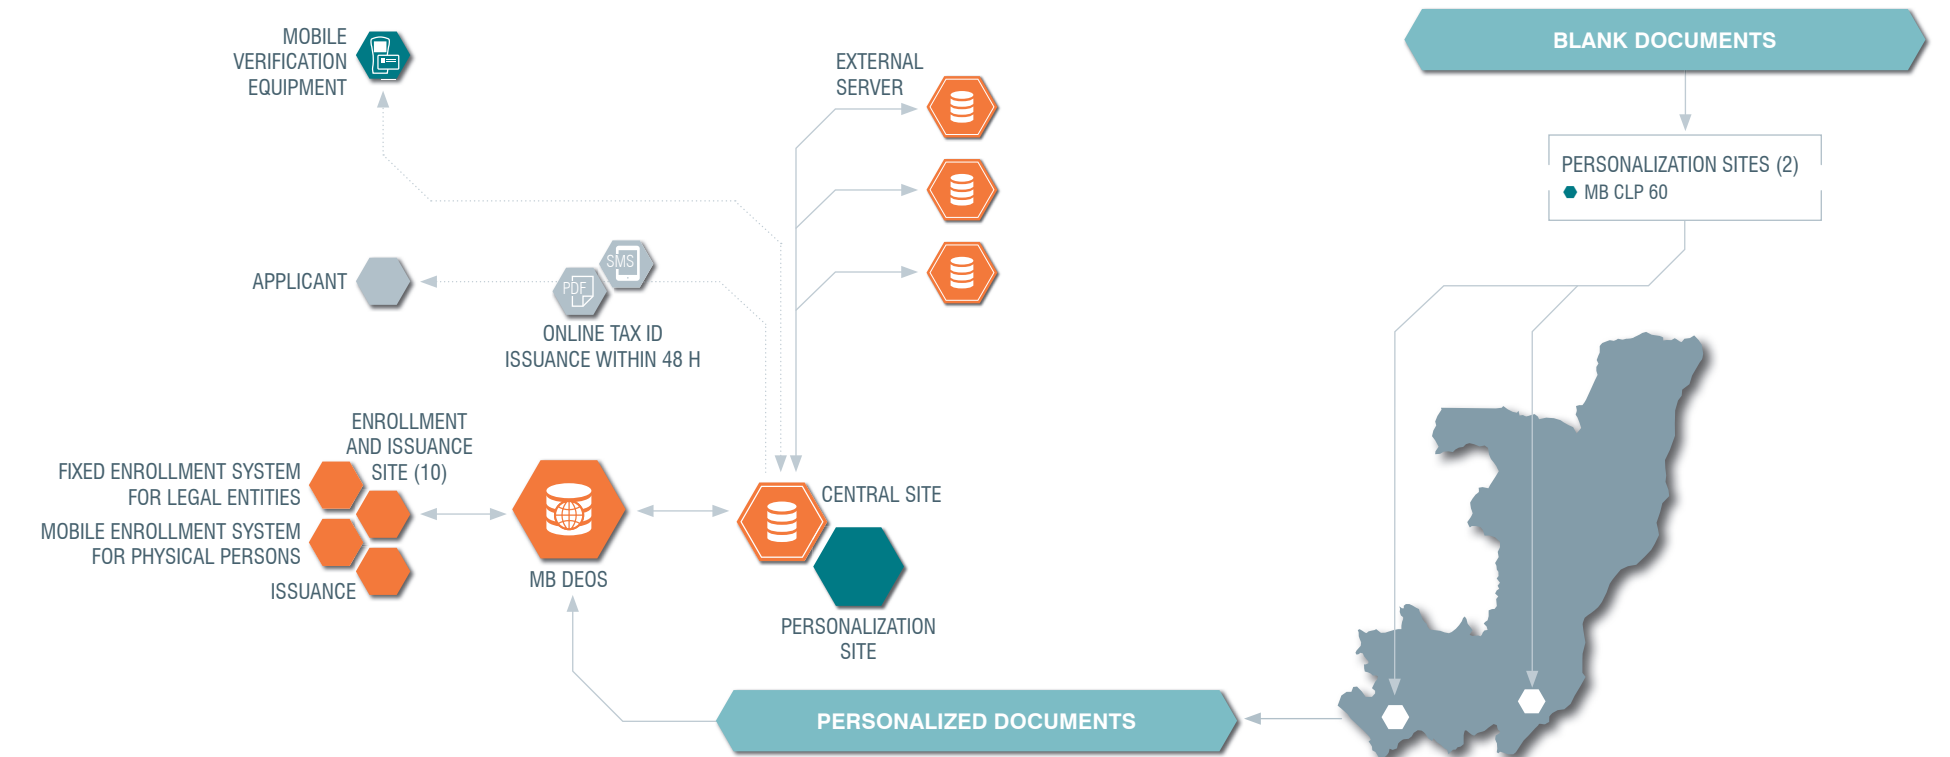 MOBILE
VERIFICATION
EQUIPMENT
EXTERNAL
SERVER
BLANK DOCUMENTS
PERSONALIZATION SITES (2)
MB CLP 60
APPLICANT
SMS
PDF
ONLINE TAX ID
ISSUANCE WITHIN 48 H
ENROLLMENT
AND ISSUANCE
SITE (10)
FIXED ENROLLMENT SYSTEM
FOR LEGAL ENTITIES
MOBILE ENROLLMENT SYSTEM
FOR PHYSICAL PERSONS
ISSUANCE
MB DEOS
CENTRAL SITE
PERSONALIZATION
SITE
PERSONALIZED DOCUMENTS